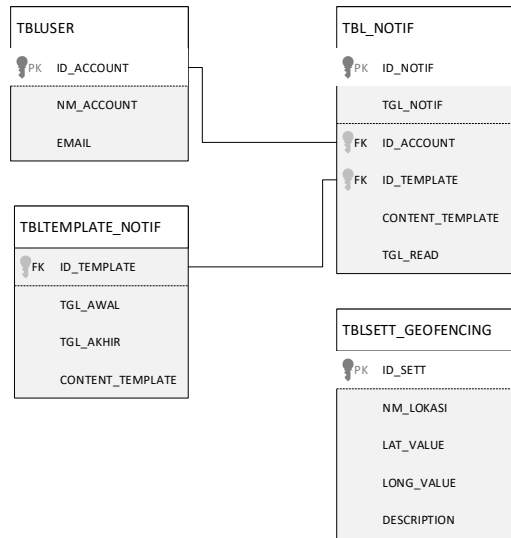 TBLUSER
PK ID_ACCOUNT
NM_ACCOUNT
EMAIL
TBL_NOTIF
PK ID_NOTIF
TGL_NOTIF
FK ID_ACCOUNT
FK ID_TEMPLATE
CONTENT_TEMPLATE
TGL_READ
TBLTEMPLATE_NOTIF
FK ID_TEMPLATE
TGL_AWAL
TGL_AKHIR
CONTENT_TEMPLATE
TBLSETT_GEOFENCING
PK ID_SETT
NM_LOKASI
LAT_VALUE
LONG_VALUE
DESCRIPTION